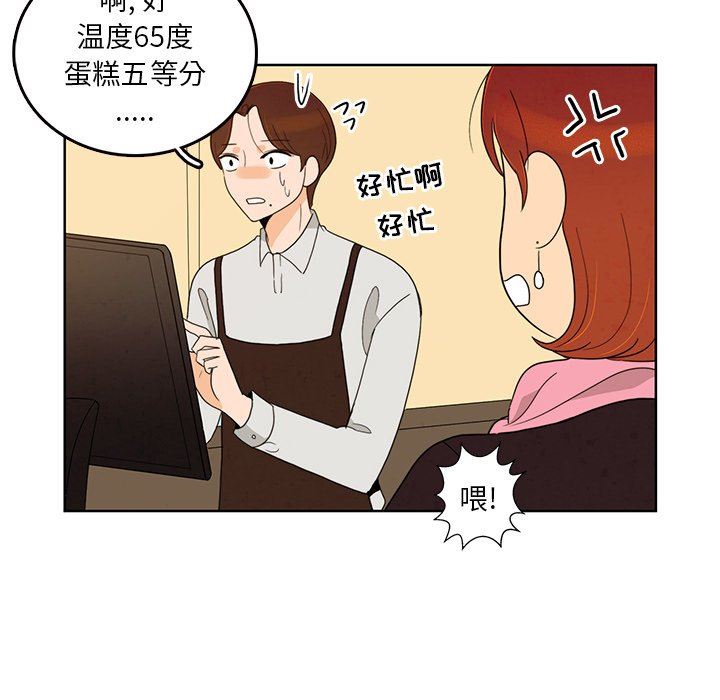 啊, 好
温度65度
蛋糕五等分
.....
好忙啊
好忙
喂!